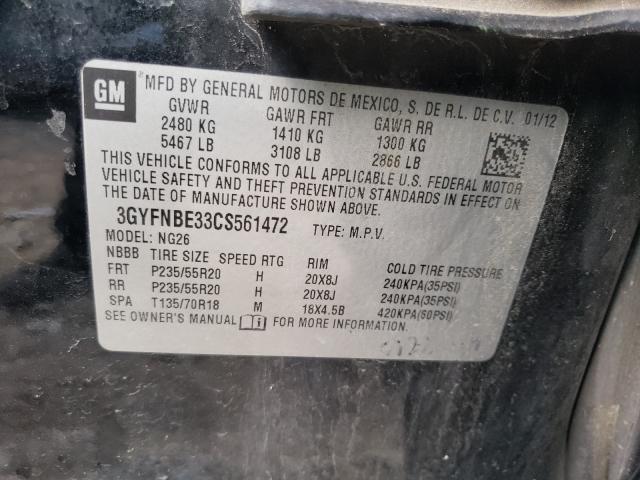 GM
MFD BY GENERAL MOTORS DE MEXICO, S. DE R.L. DE C.V. 01/12
GVWR GAWR FRT GAWR RR
2480 KG 1410 KG 1300 KG
5467 LB 3108 LB 2866 LB
THIS VEHICLE CONFORMS TO ALL APPLICABLE U.S. FEDERAL MOTOR
VEHICLE SAFETY AND THEFT PREVENTION STANDARDS IN EFFECT ON
THE DATE OF MANUFACTURE SHOWN ABOVE.
3GYFNBE33CS561472 TYPE: M.P.V.
MODEL: NG26
NBBB TIRE SIZE SPEED RTG RIM COLD TIRE PRESSURE
FRT P235/55R20 H 20X8J 240KPA(35PSI)
RR P235/55R20 H 20X8J 240KPA(35PSI)
SPA T135/70R18 M 18X4.5B 420KPA(60PSI)
SEE OWNER'S MANUAL FOR MORE INFORMATION